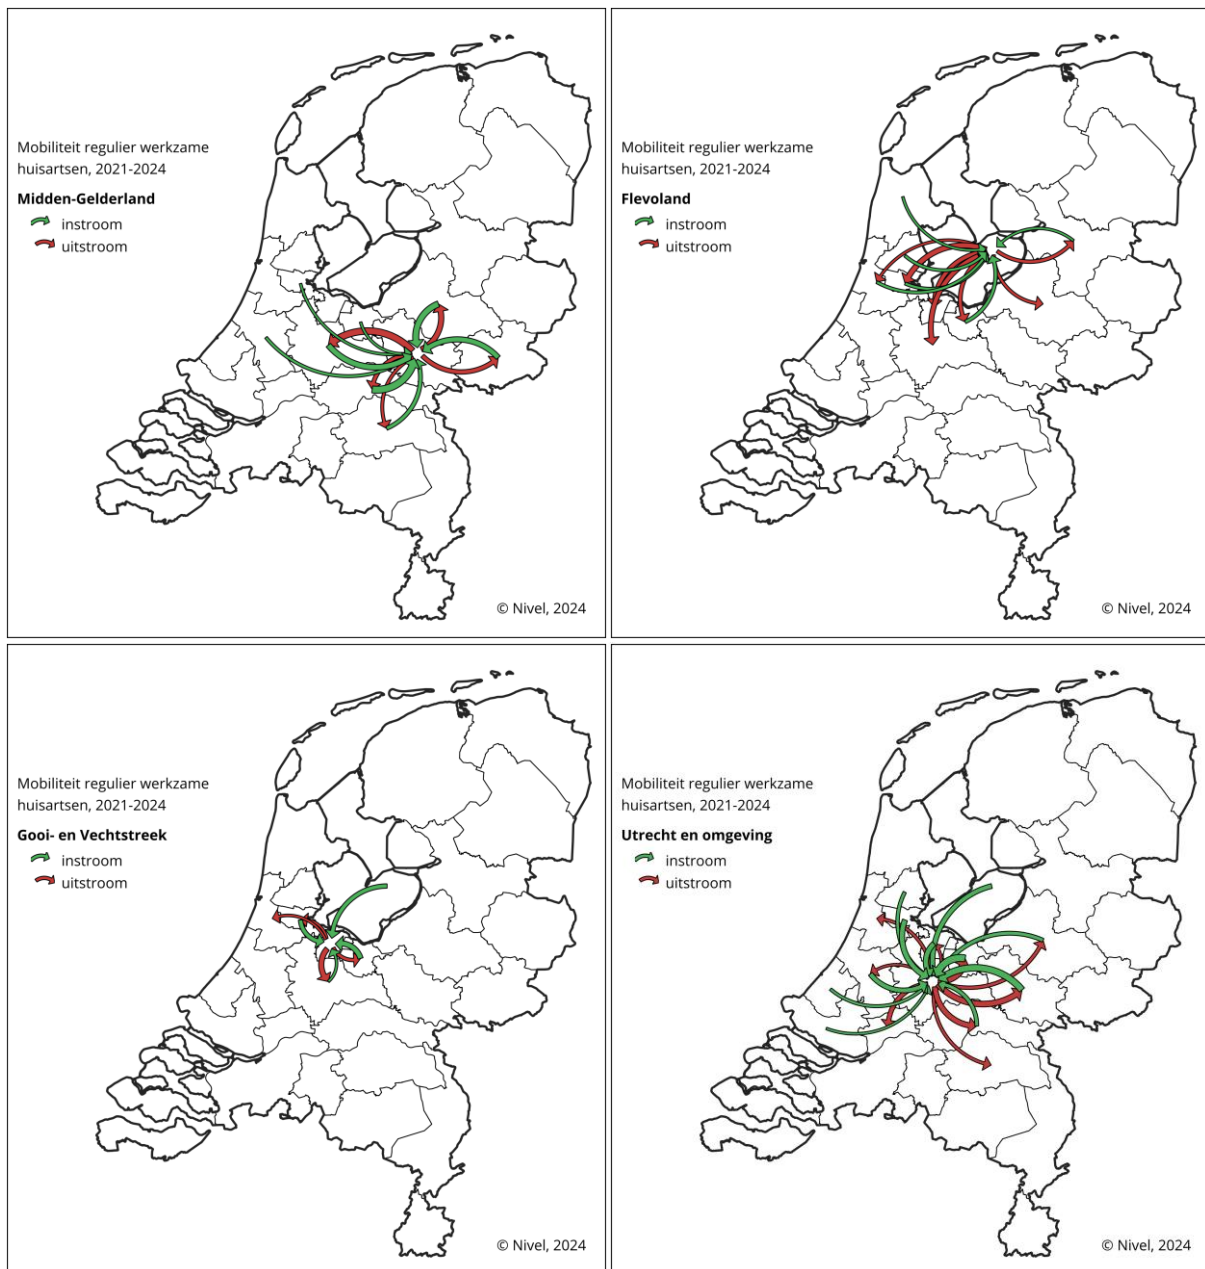 Mobiliteit regulier werkzame
huisartsen, 2021-2024
Midden-Gelderland
instroom
uitstroom
© Nivel, 2024
Mobiliteit regulier werkzame
huisartsen, 2021-2024
Flevoland
instroom
uitstroom
© Nivel, 2024
Mobiliteit regulier werkzame
huisartsen, 2021-2024
Gooi- en Vechtstreek
instroom
uitstroom
© Nivel, 2024
Mobiliteit regulier werkzame
huisartsen, 2021-2024
Utrecht en omgeving
instroom
uitstroom
© Nivel, 2024